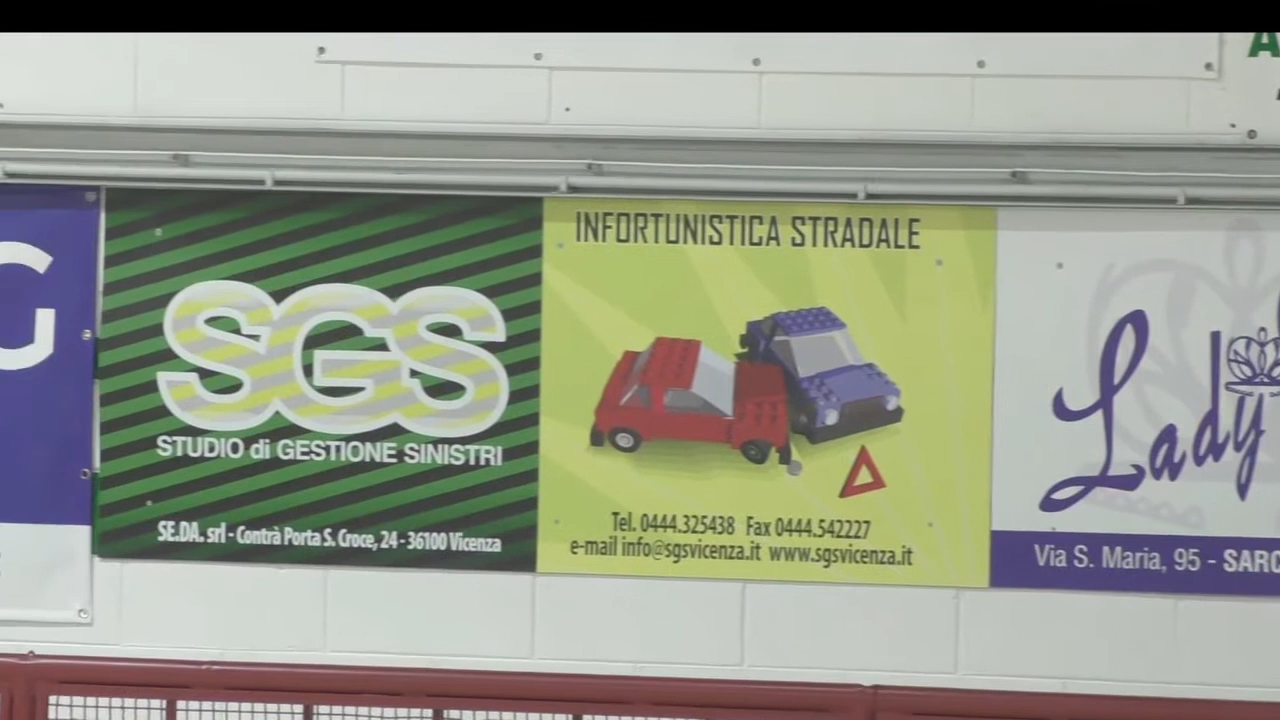 G
SGS
STUDIO di GESTIONE SINISTRI
SE.DA. srl - Contrà Porta S. Croce, 24 - 36100 Vicenza
INFORTUNISTICA STRADALE
Tel. 0444.325438 Fax 0444.542227
e-mail info@sgsvicenza.it www.sgsvicenza.it
Lady
Via S. Maria, 95 - SARC
A